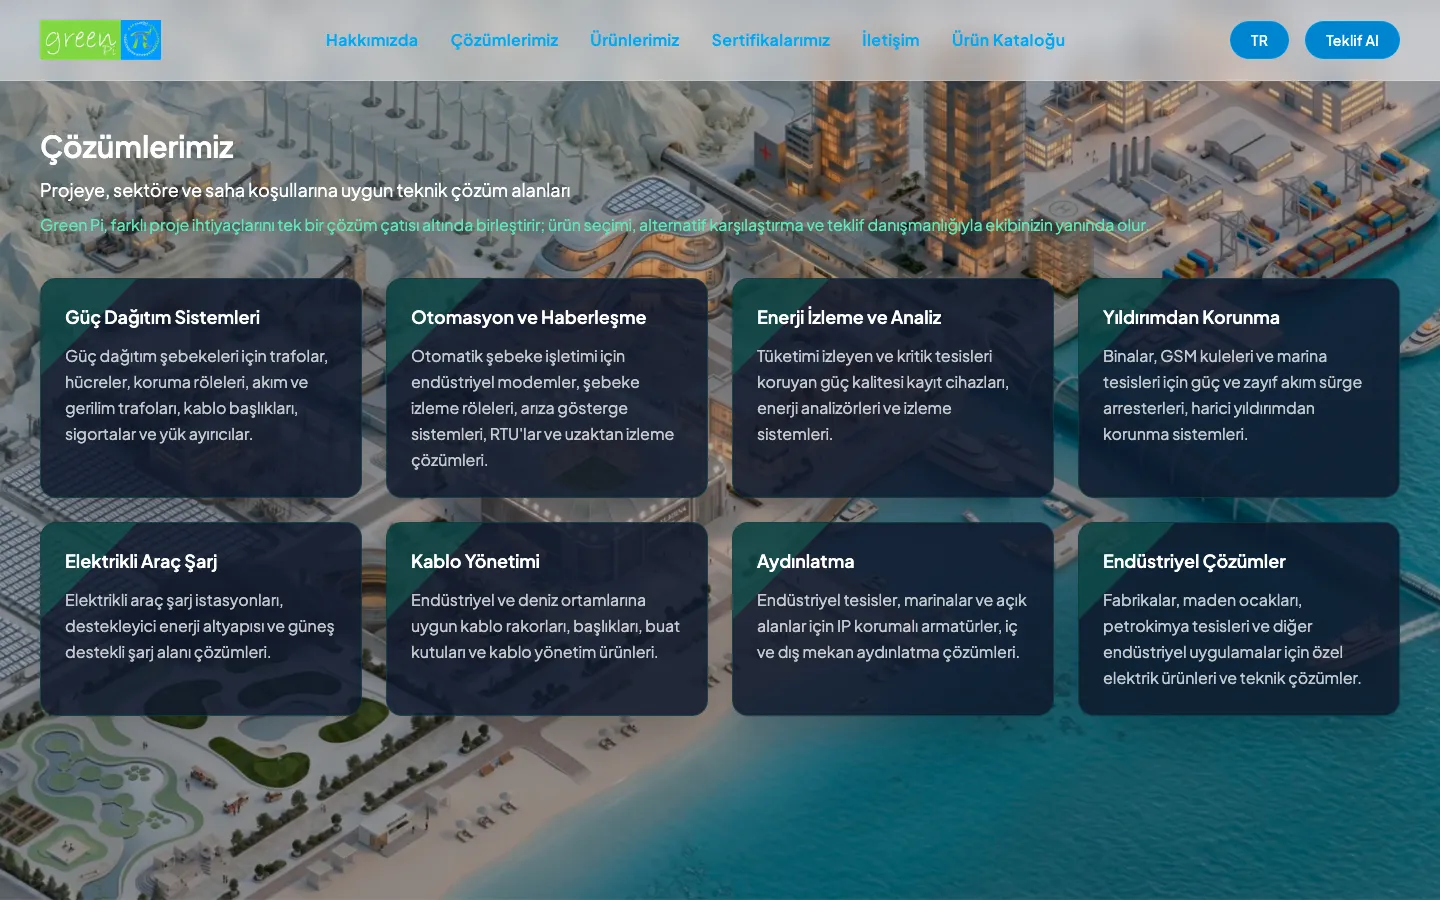 green Pi
Hakkımızda
Çözümlerimiz
Ürünlerimiz
Sertifikalarımız
İletişim
Ürün Kataloğu
TR
Teklif Al
Çözümlerimiz
Projeye, sektöre ve saha koşullarına uygun teknik çözüm alanları
Green Pi, farklı proje ihtiyaçlarını tek bir çözüm çatısı altında birleştirir; ürün seçimi, alternatif karşılaştırma ve teklif danışmanlığıyla ekibinizin yanında olur.
Güç Dağıtım Sistemleri
Güç dağıtım şebekeleri için trafolar,
hücreler, koruma röleleri, akım ve
gerilim trafoları, kablo başlıkları,
sigortalar ve yük ayırıcılar.
Otomasyon ve Haberleşme
Otomatik şebeke işletimi için
endüstriyel modemler, şebeke
izleme röleleri, arıza gösterge
sistemleri, RTU'lar ve uzaktan izleme
çözümleri.
Enerji İzleme ve Analiz
Tüketimi izleyen ve kritik tesisleri
koruyan güç kalitesi kayıt cihazları,
enerji analizörleri ve izleme
sistemleri.
Yıldırımdan Korunma
Binalar, GSM kuleleri ve marina
tesisleri için güç ve zayıf akım sürge
arresterleri, harici yıldırımdan
korunma sistemleri.
Elektrikli Araç Şarj
Elektrikli araç şarj istasyonları,
destekleyici enerji altyapısı ve güneş
destekli şarj alanı çözümleri.
Kablo Yönetimi
Endüstriyel ve deniz ortamlarına
uygun kablo rakorları, başlıkları, buat
kutuları ve kablo yönetim ürünleri.
Aydınlatma
Endüstriyel tesisler, marinalar ve açık
alanlar için IP korumalı armatürler, iç
ve dış mekan aydınlatma çözümleri.
Endüstriyel Çözümler
Fabrikalar, maden ocakları,
petrokimya tesisleri ve diğer
endüstriyel uygulamalar için özel
elektrik ürünleri ve teknik çözümler.